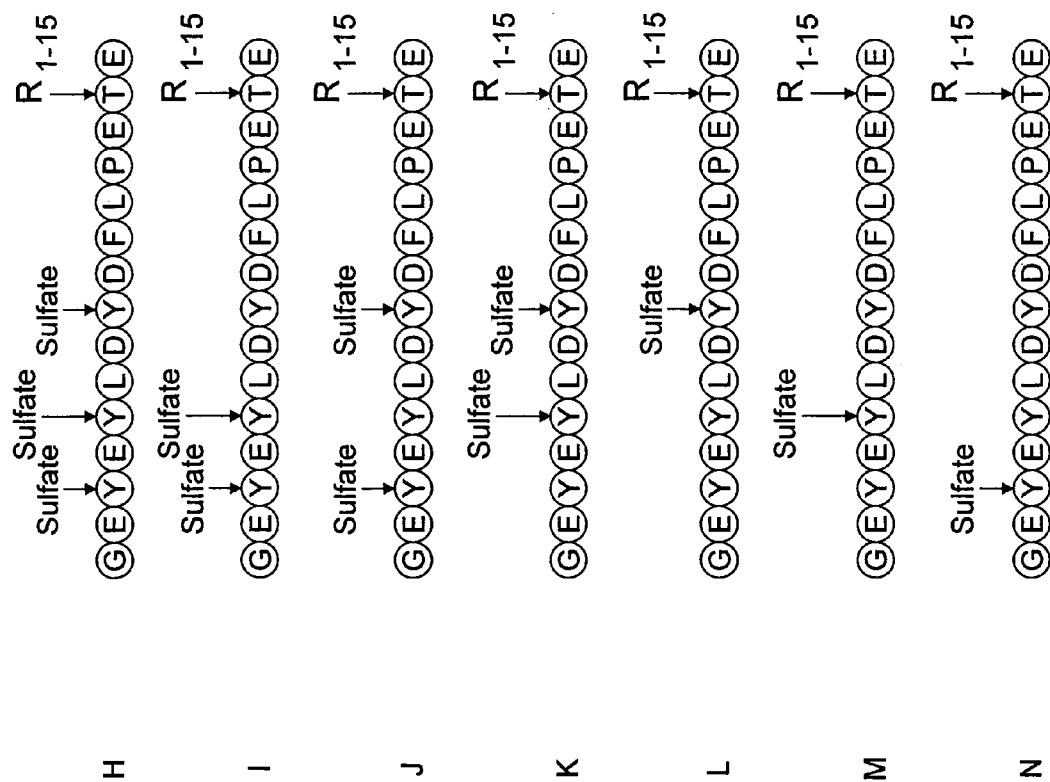 Sulfate Sulfate Sulfate R 1-15
H GEYEYLDYDFLPETE
Sulfate Sulfate R 1-15
I GEYEYLDYDFLPETE
Sulfate Sulfate R 1-15
J GEYEYLDYDFLPETE
Sulfate Sulfate R 1-15
K GEYEYLDYDFLPETE
Sulfate R 1-15
L GEYEYLDYDFLPETE
Sulfate R 1-15
M GEYEYLDYDFLPETE
Sulfate R 1-15
N GEYEYLDYDFLPETE